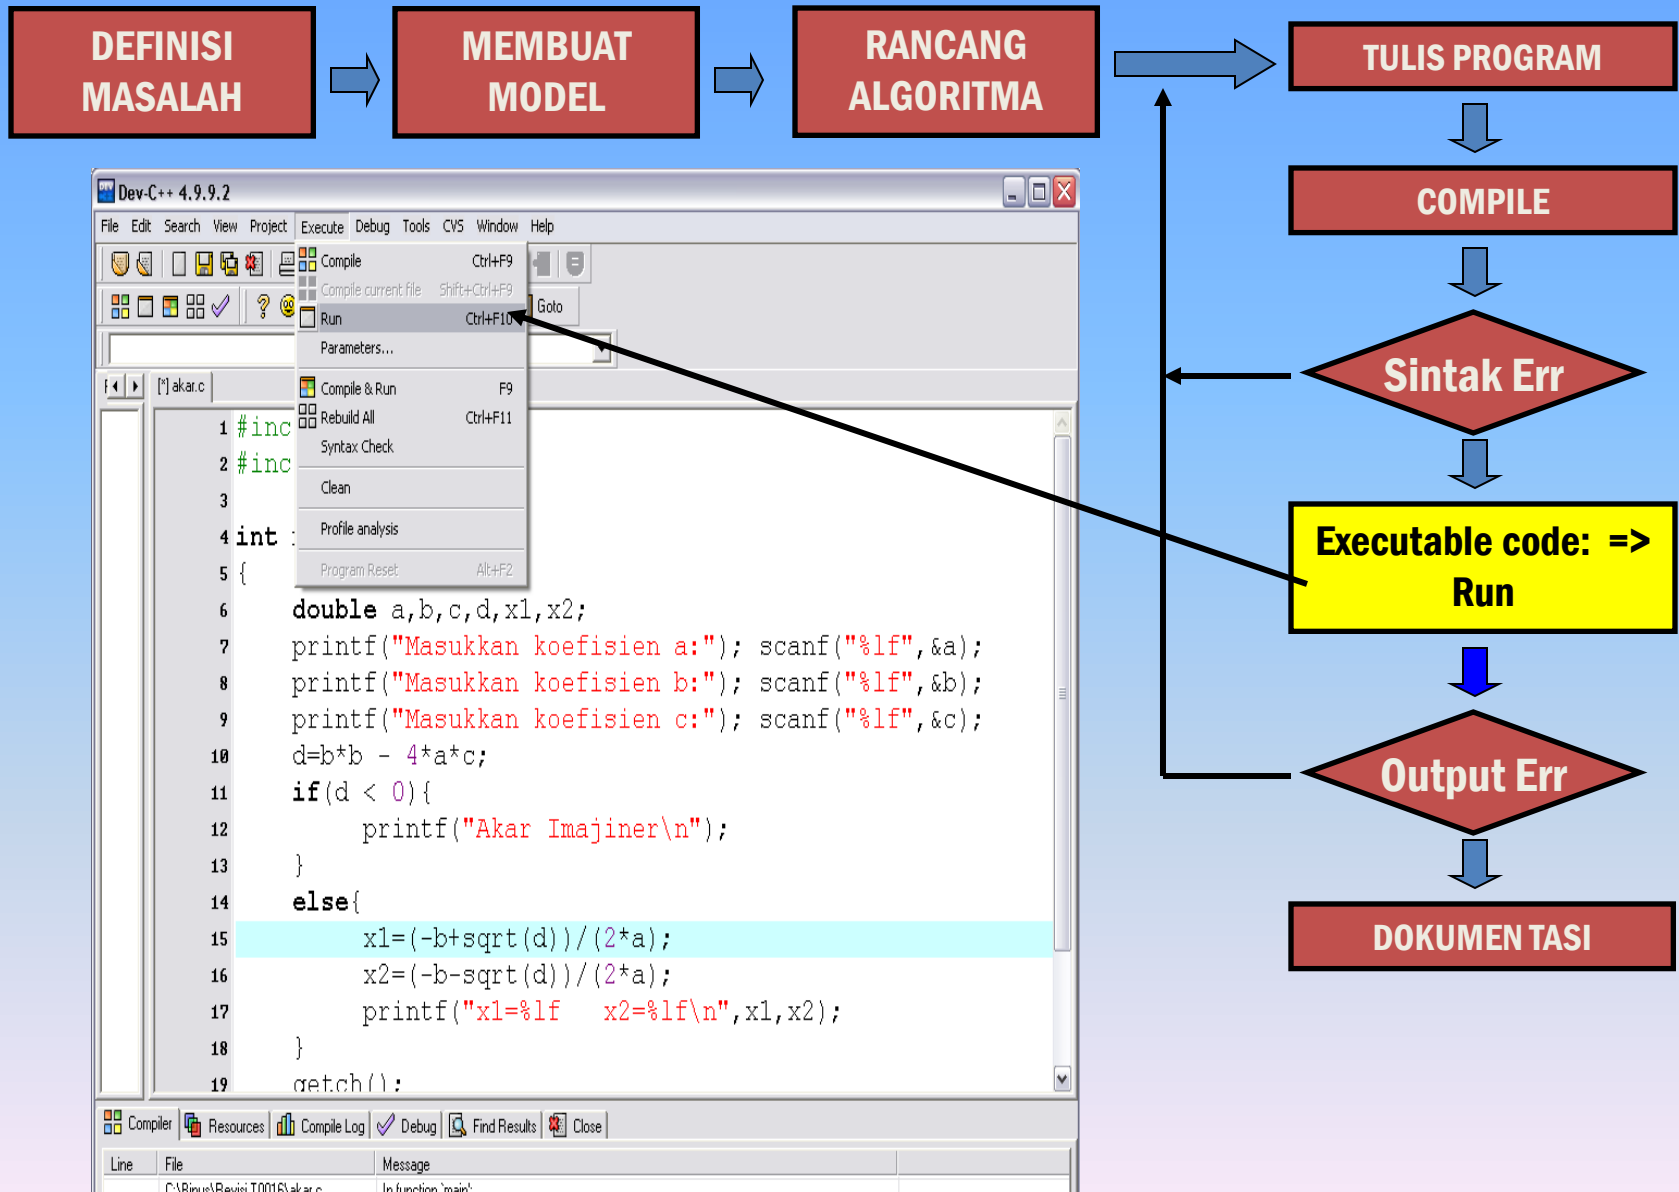 DEFINISI
MASALAH
MEMBUAT
MODEL
RANCANG
ALGORITMA
TULIS PROGRAM
COMPILE
Sintak Err
Executable code: =>
Run
Output Err
DOKUMEN TASI
Dev-C++ 4.9.9.2
File Edit Search View Project Execute Debug Tools CVS Window Help
Compile Ctrl+F9
Compile current file Shift+Ctrl+F9
Run Ctrl+F10
Goto
Parameters...
Compile & Run F9
Rebuild All Ctrl+F11
Syntax Check
Clean
Profile analysis
Program Reset Alt+F2
[*] akar.c
1 #inc
2 #inc
3
4 int
5 {
6 double a,b,c,d,x1,x2;
7 printf("Masukkan koefisien a:"); scanf("%lf",&a);
8 printf("Masukkan koefisien b:"); scanf("%lf",&b);
9 printf("Masukkan koefisien c:"); scanf("%lf",&c);
10 d=b*b - 4*a*c;
11 if(d < 0){
12 printf("Akar Imajiner\n");
13 }
14 else{
15 x1=(-b+sqrt(d))/(2*a);
16 x2=(-b-sqrt(d))/(2*a);
17 printf("x1=%lf x2=%lf\n",x1,x2);
18 }
19 getch();
Compiler Resources Compile Log Debug Find Results Close
Line File Message
C:\Binus\Revisi T0016\akar.c In function `main':